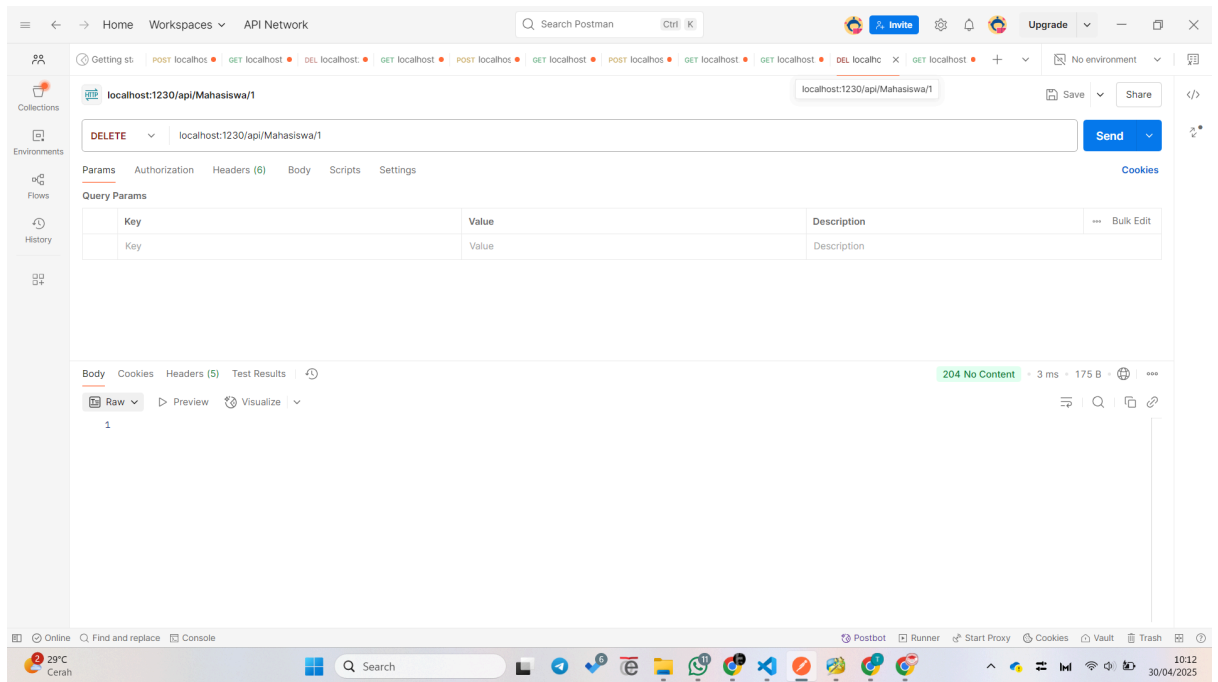 Home Workspaces API Network Search Postman Ctrl K Invite Upgrade
Getting st POST localhos GET localhost DEL localhost: GET localhost POST localhos GET localhost POST localhos GET localhost GET localhost DEL localhc GET localhost No environment
localhost:1230/api/Mahasiswa/1
Collections HTTP localhost:1230/api/Mahasiswa/1 Save Share
DELETE localhost:1230/api/Mahasiswa/1 Send
Environments
Params Authorization Headers (6) Body Scripts Settings Cookies
Flows Query Params
Key Value Description Bulk Edit
History Key Value Description
Body Cookies Headers (5) Test Results 204 No Content 3 ms 175 B
Raw Preview Visualize
1
Online Find and replace Console Postbot Runner Start Proxy Cookies Vault Trash
2 29°C Search 6 11 10:12
Cerah 30/04/2025